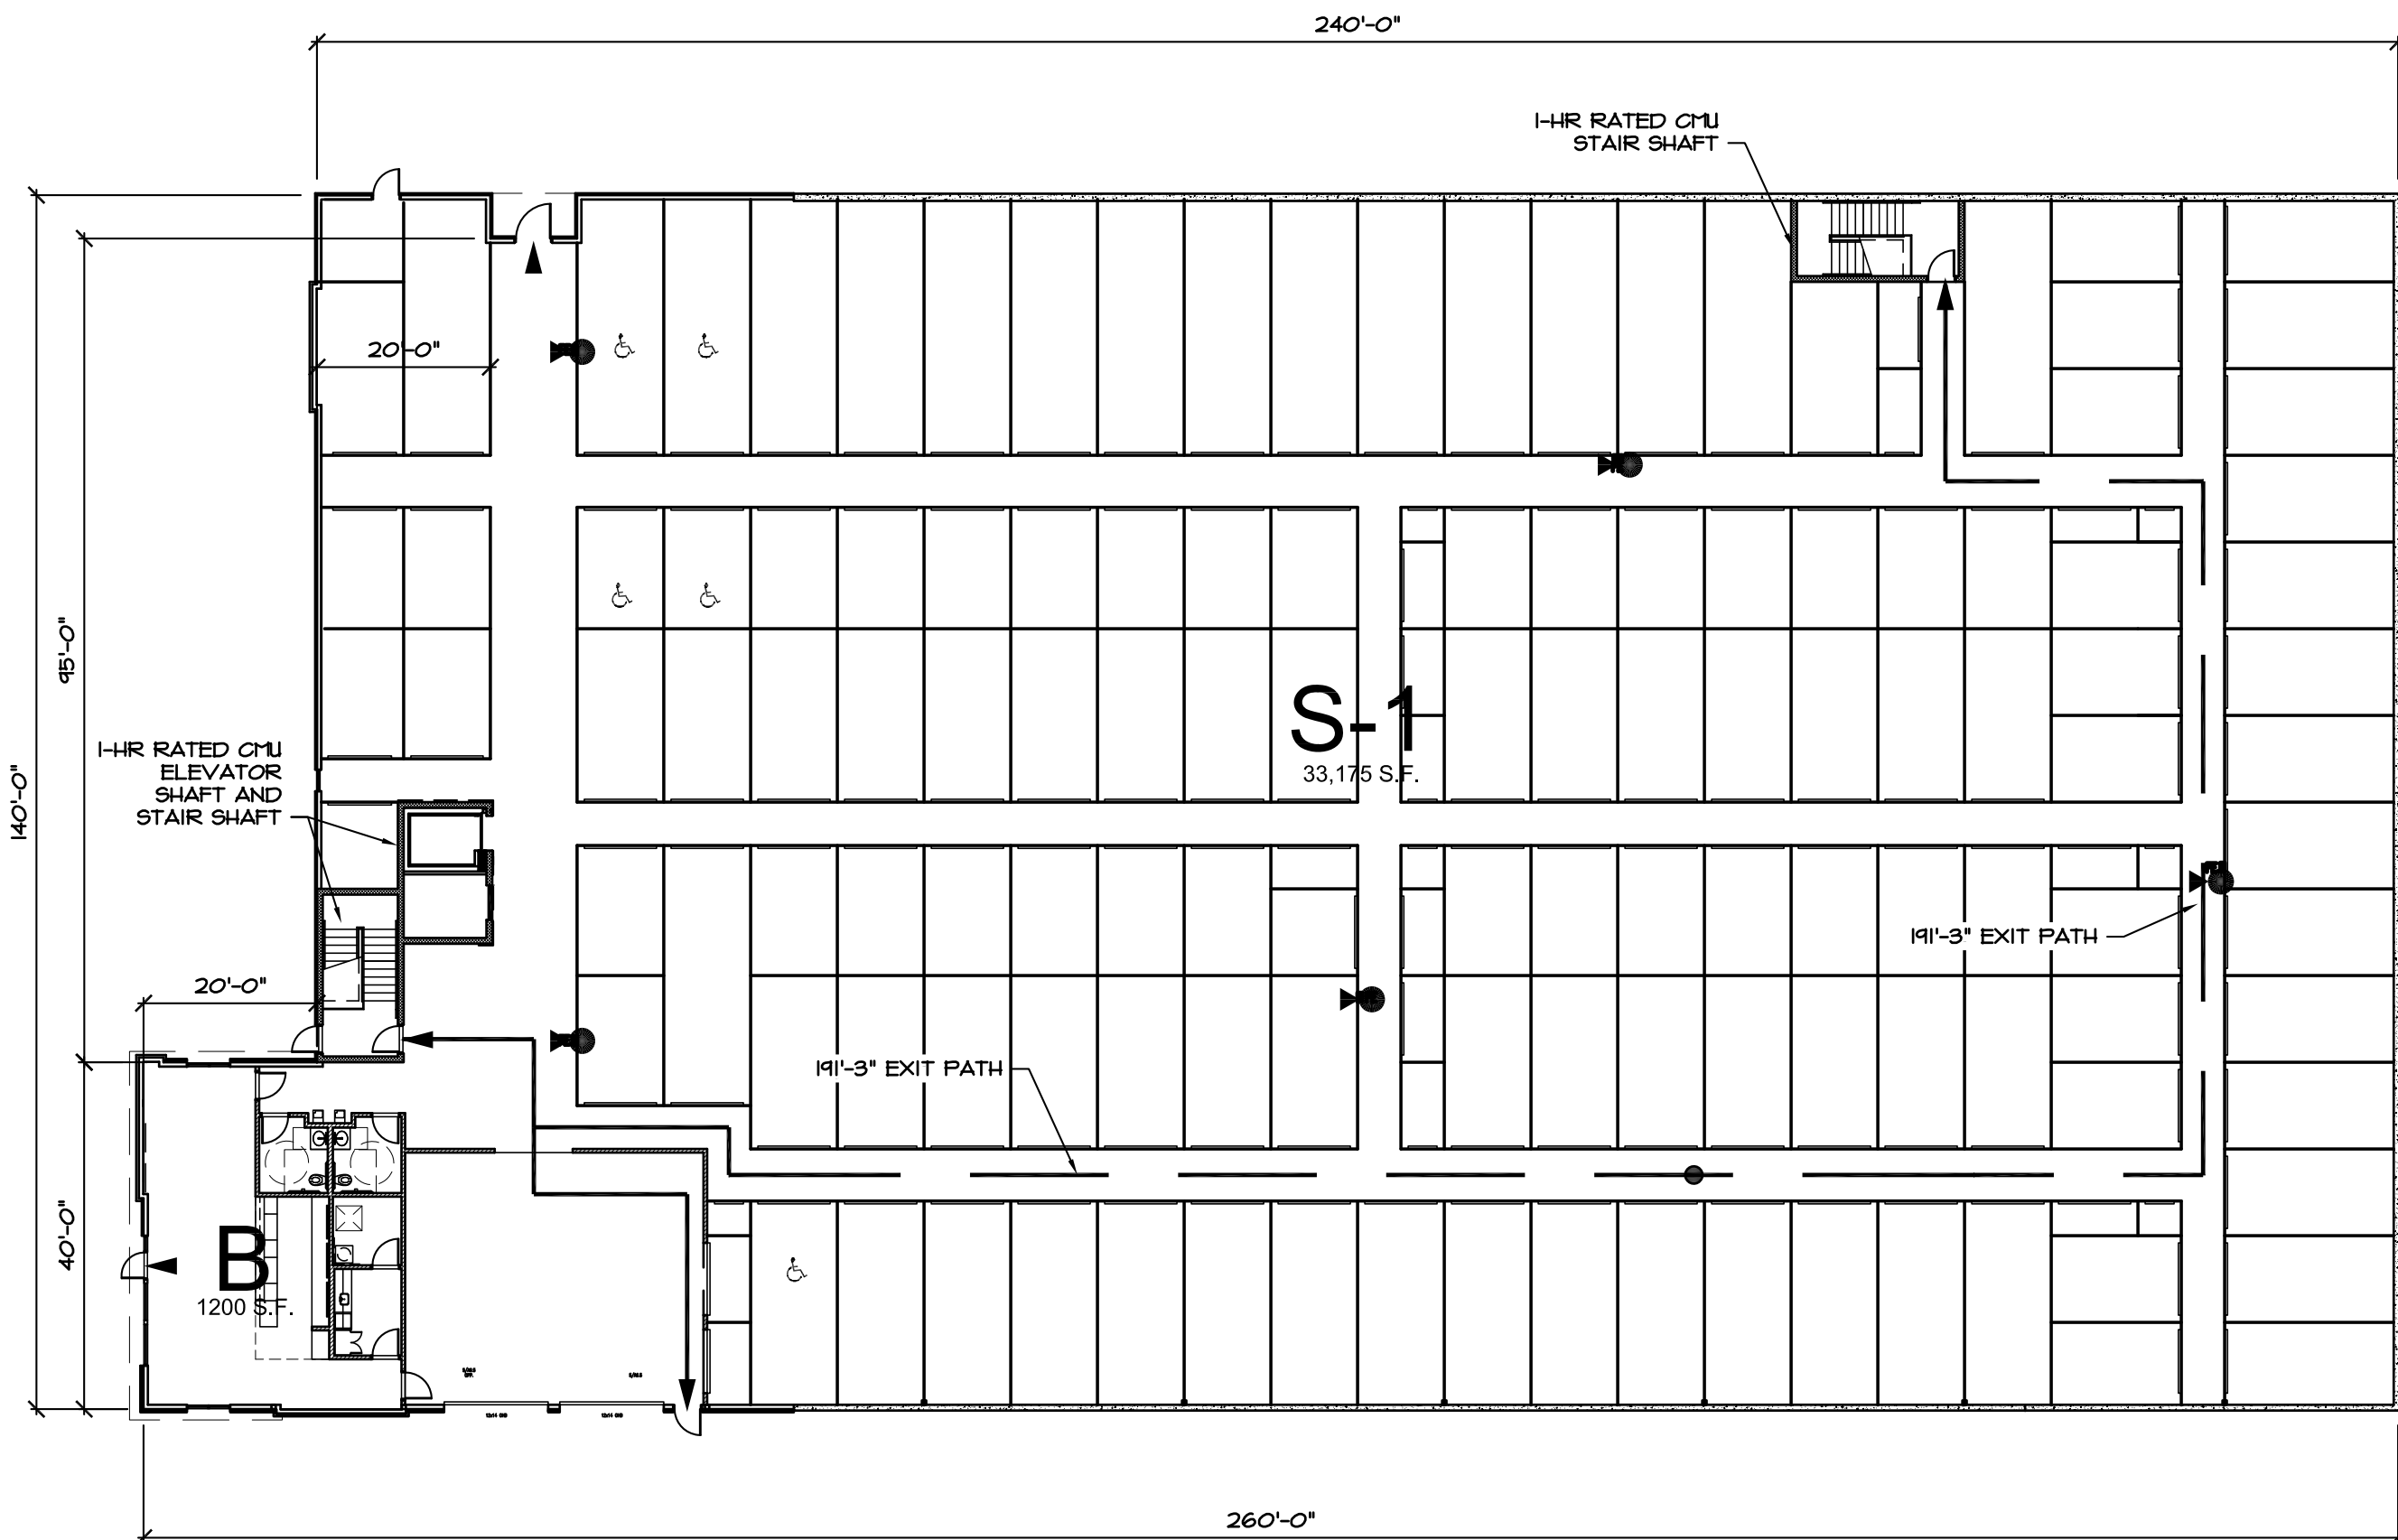 240'-0"
1-HR RATED CMU
STAIR SHAFT
20'-0"
95'-0"
140'-0"
S-1
33,175 S.F.
1-HR RATED CMU
ELEVATOR
SHAFT AND
STAIR SHAFT
191'-3" EXIT PATH
20'-0"
191'-3" EXIT PATH
40'-0"
B
1200 S.F.
260'-0"